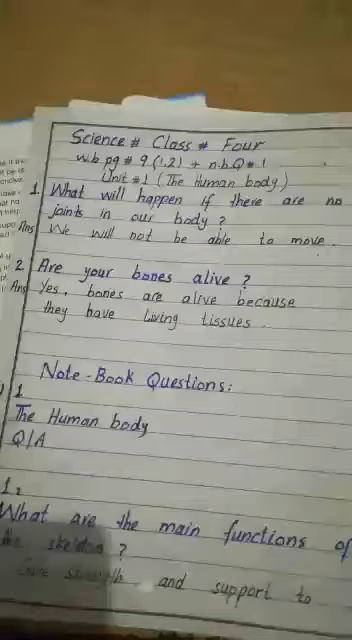 Science # Class # Four
w.b pg # 9 (1,2) + n.b Q # 1
Unit # 1 (The Human body)
1. What will happen if there are no
joints in our body?
Ans We will not be able to move.
2. Are your bones alive?
Ans Yes, bones are alive because
they have living tissues.
Note-Book Questions:
1
The Human body
Q/A
1.
What are the main functions of
the skeleton?
Give strength and support to